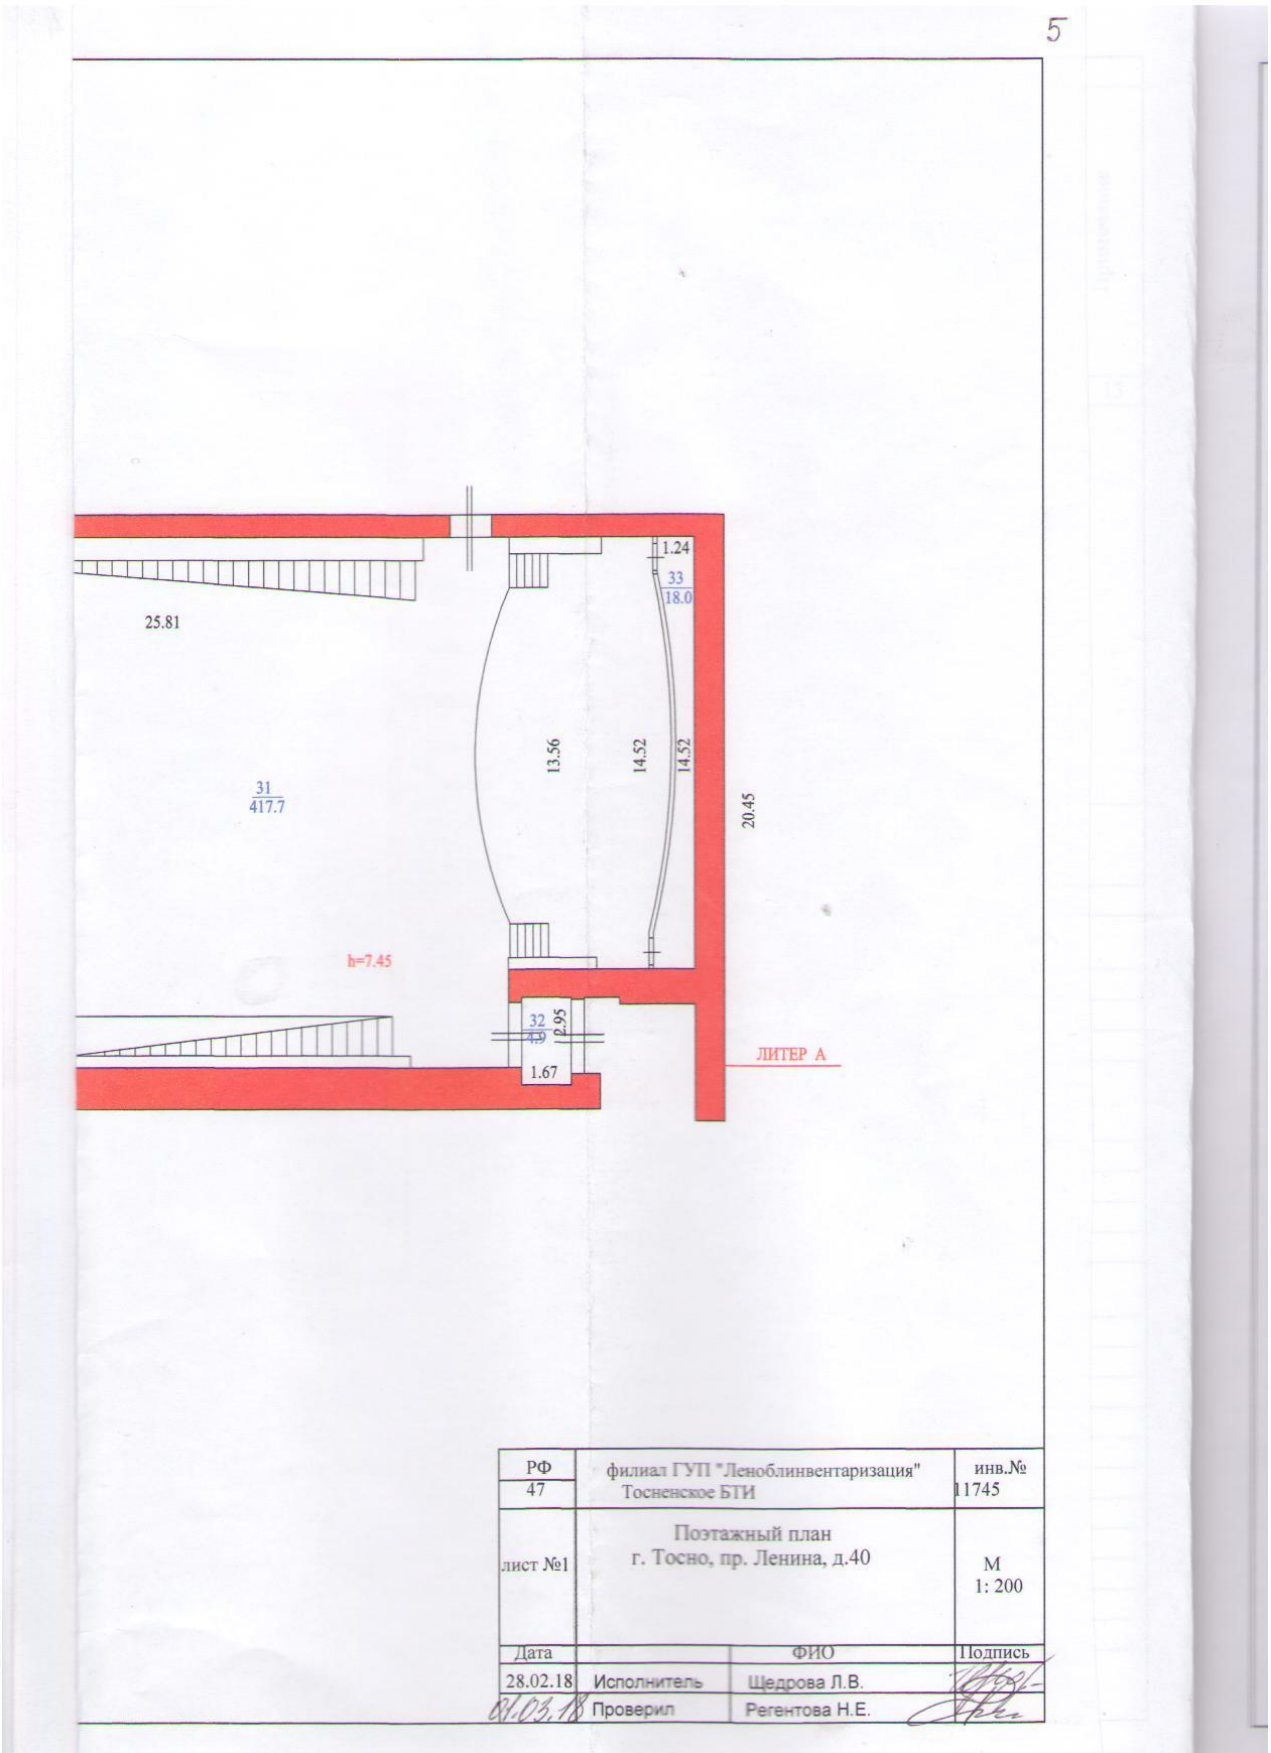 5
1.24
33
18.0
25.81
13.56
14.52
14.52
31
417.7
20.45
h=7.45
32
4.9
2.95
1.67
ЛИТЕР А
РФ
47
филиал ГУП "Леноблинвентаризация"
Тосненское БТИ
инв.№
11745
лист №1
Поэтажный план
г. Тосно, пр. Ленина, д.40
М
1: 200
Дата
ФИО
Подпись
28.02.18 Исполнитель Щедрова Л.В.
01.03.18 Проверил Регентова Н.Е.